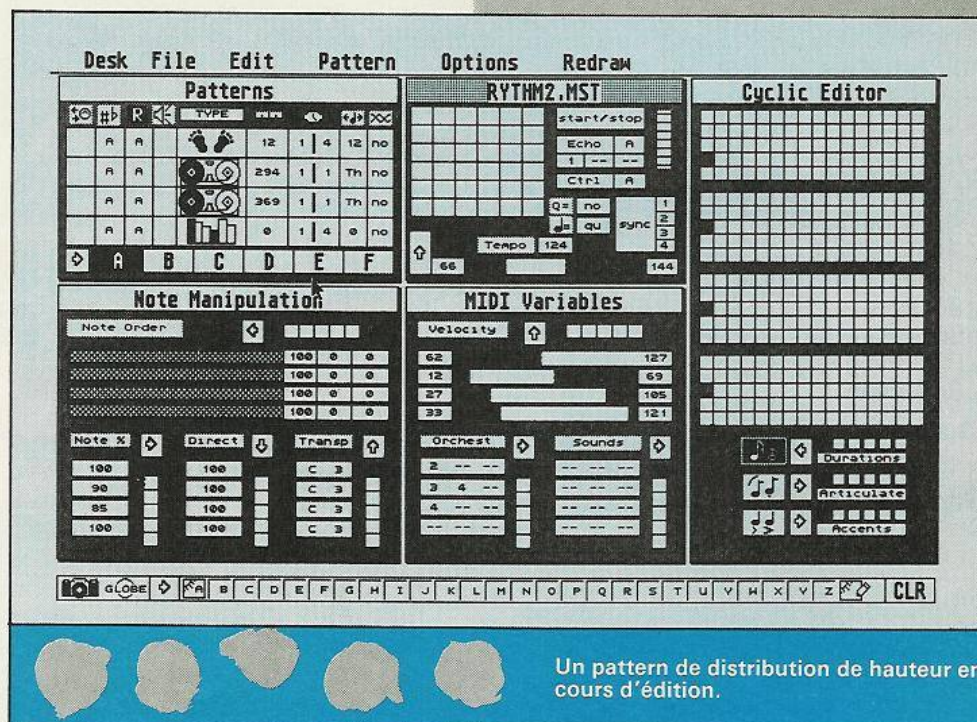 Desk File Edit Pattern Options Redraw
Patterns
#♭ R TYPE
A A 12 1 4 12 no
A A 294 1 1 Th no
A A 369 1 1 Th no
A A 0 1 4 0 no
A B C D E F
RYTHM2.MST
start/stop
Echo A
1 -- --
Ctrl A
Q= no
♩= qu
sync 1 2 3 4
Tempo 124
66 144
Cyclic Editor
Durations
Articulate
Accents
Note Manipulation
Note Order
100 0 0
100 0 0
100 0 0
100 0 0
Note % Direct Transp
100 100 C 3
90 100 C 3
85 100 C 3
100 100 C 3
MIDI Variables
Velocity
62 127
12 69
27 105
33 121
Orchest Sounds
2 -- -- -- -- --
3 4 -- -- -- --
4 -- -- -- -- --
-- -- -- -- -- --
GLOBE A B C D E F G H I J K L M N O P Q R S T U V W X Y Z CLR
Un pattern de distribution de hauteur en
cours d'édition.